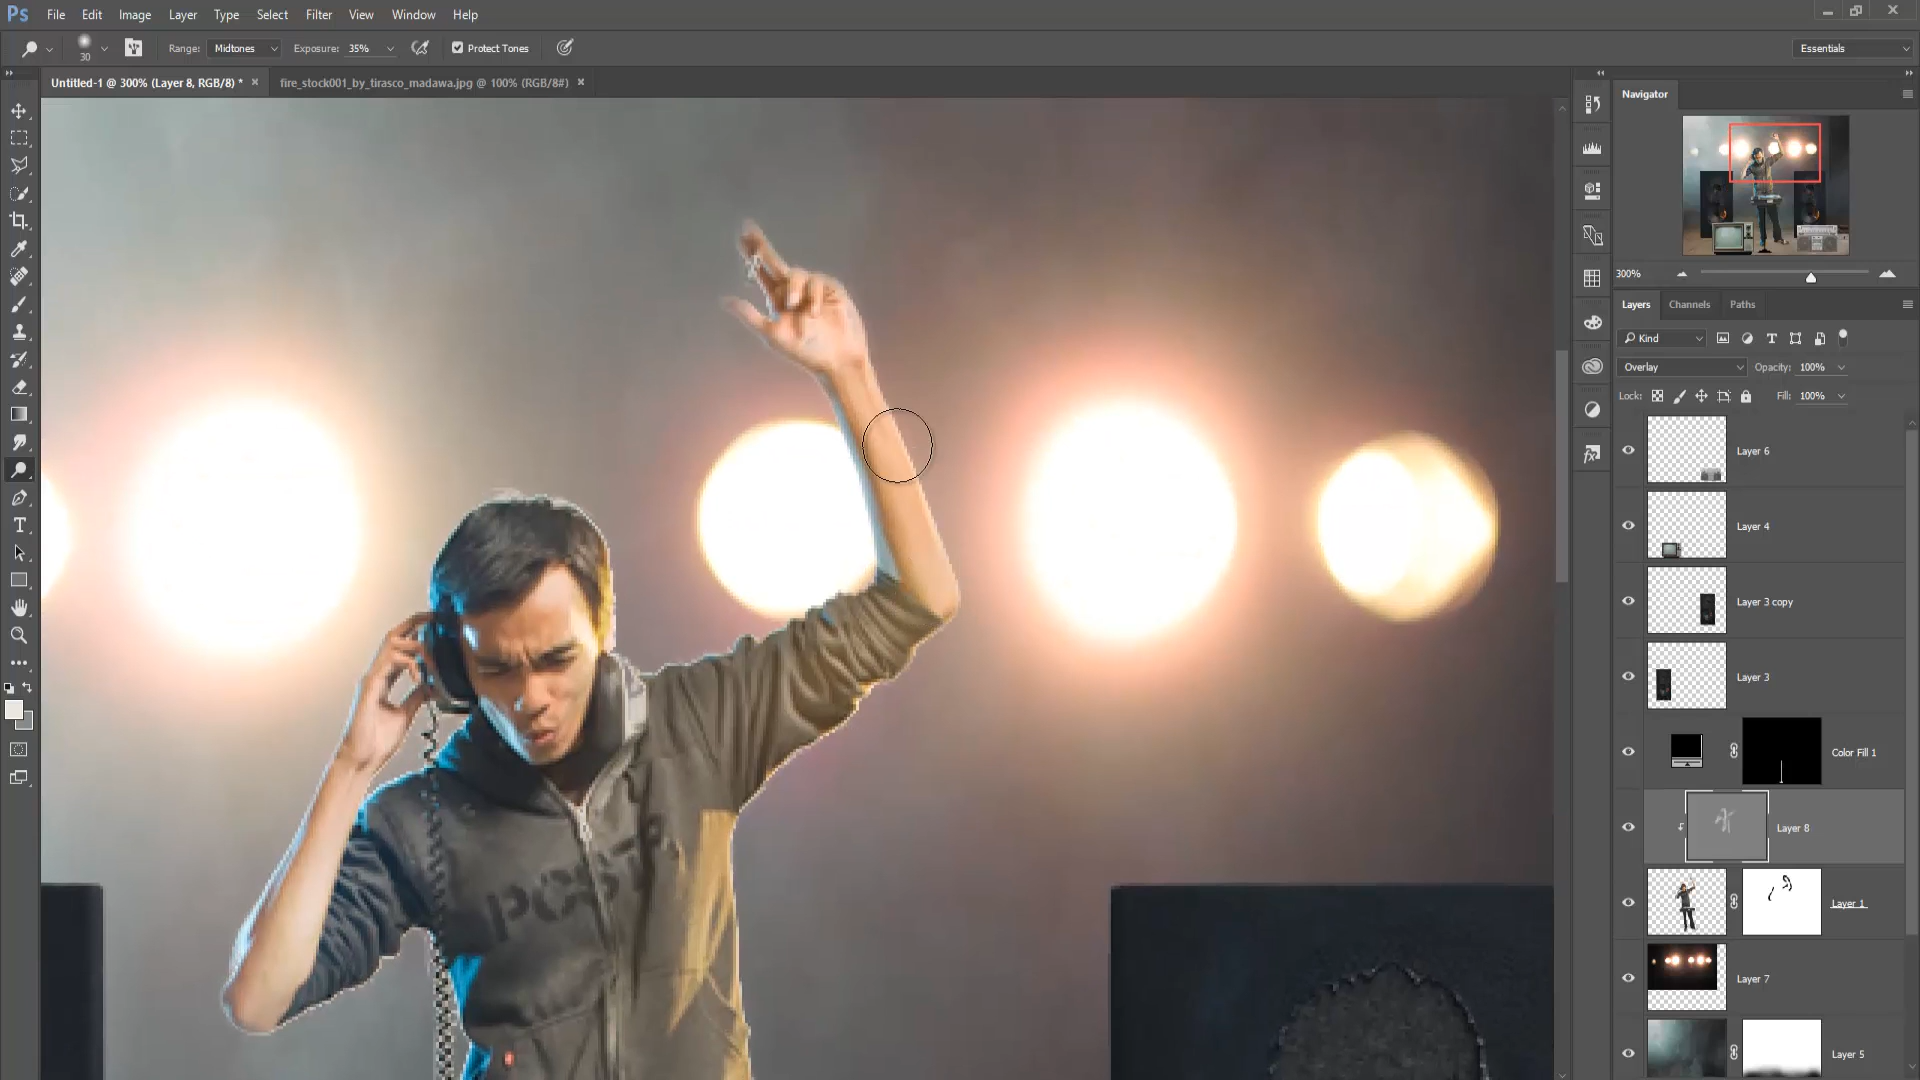 Ps File Edit Image Layer Type Select Filter View Window Help
30 Range: Midtones Exposure: 35% Protect Tones Essentials
Untitled-1 @ 300% (Layer 8, RGB/8) * × fire_stock001_by_tirasco_madawa.jpg @ 100% (RGB/8#) ×
Navigator
300%
Layers Channels Paths
Kind
Overlay Opacity: 100%
Lock: Fill: 100%
Layer 6
Layer 4
Layer 3 copy
Layer 3
Color Fill 1
Layer 8
Layer 1
Layer 7
Layer 5